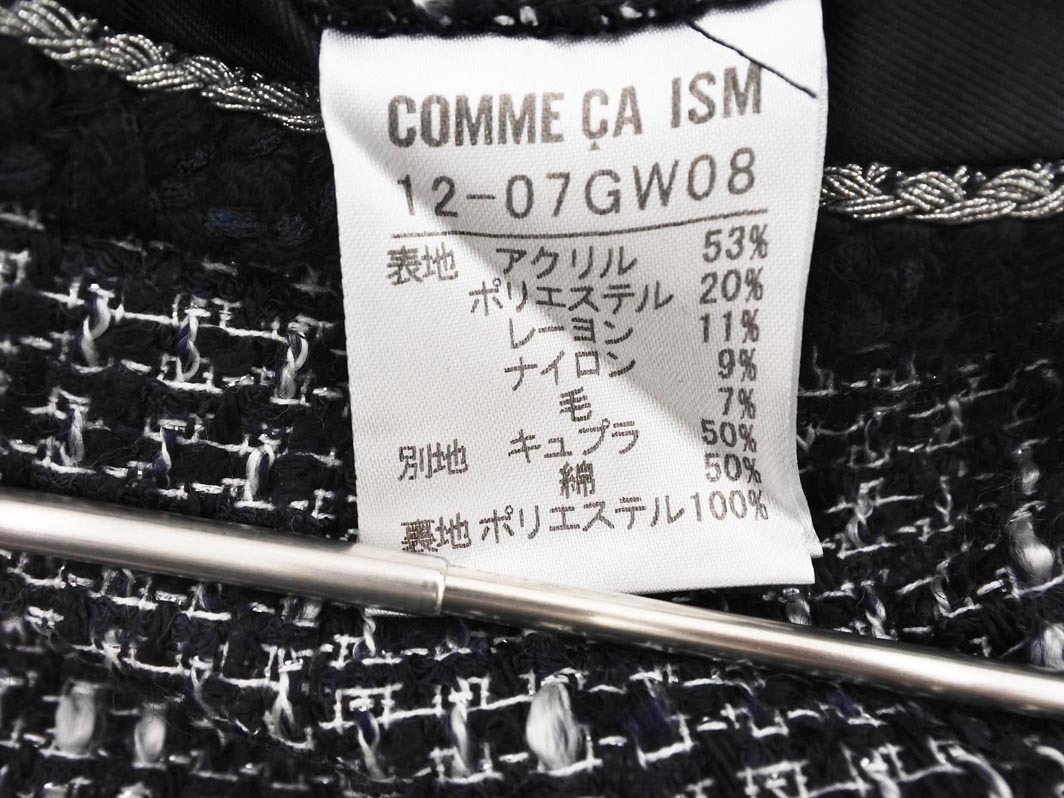 COMME ÇA ISM
12-07GW08
表地 アクリル 53%
ポリエステル 20%
レーヨン 11%
ナイロン 9%
毛 7%
別地 キュプラ 50%
綿 50%
裏地 ポリエステル100%